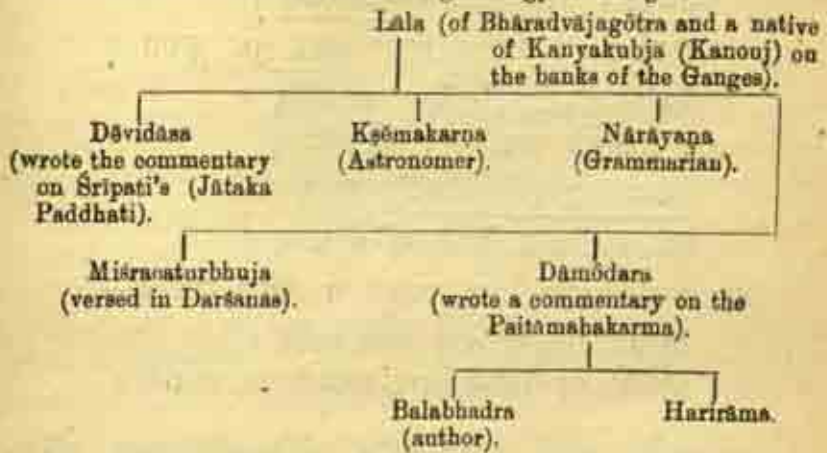 Lāla (of Bhāradvājagōtra and a native
of Kanyakubja (Kanouj) on
the banks of the Ganges).
Dēvidāsa Kṣēmakarṇa Nārāyaṇa
(wrote the commentary (Astronomer). (Grammarian).
on Śrīpati's (Jātaka
Paddhati).
Miśracaturbhuja Dāmōdara
(versed in Darśanas). (wrote a commentary on the
Paitāmahakarma).
Balabhadra Harirāma.
(author).